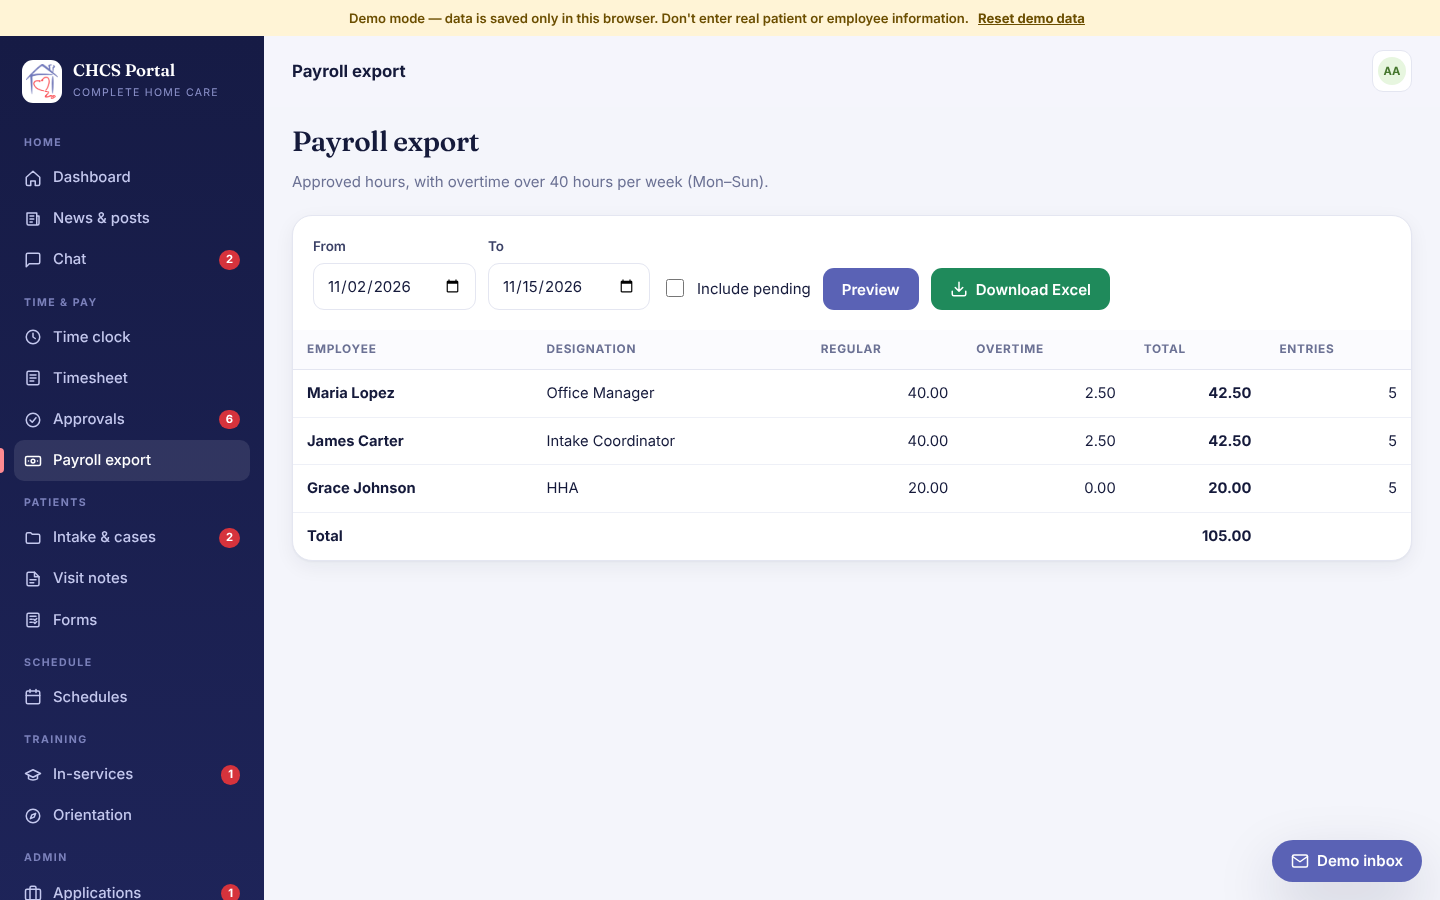 Demo mode — data is saved only in this browser. Don't enter real patient or employee information. Reset demo data
CHCS Portal
COMPLETE HOME CARE
HOME
Dashboard
News & posts
Chat 2
TIME & PAY
Time clock
Timesheet
Approvals 6
Payroll export
PATIENTS
Intake & cases 2
Visit notes
Forms
SCHEDULE
Schedules
TRAINING
In-services 1
Orientation
ADMIN
Applications 1
Payroll export AA
Payroll export
Approved hours, with overtime over 40 hours per week (Mon–Sun).
From To
11/02/2026 11/15/2026 Include pending Preview Download Excel
EMPLOYEE DESIGNATION REGULAR OVERTIME TOTAL ENTRIES
Maria Lopez Office Manager 40.00 2.50 42.50 5
James Carter Intake Coordinator 40.00 2.50 42.50 5
Grace Johnson HHA 20.00 0.00 20.00 5
Total 105.00
Demo inbox